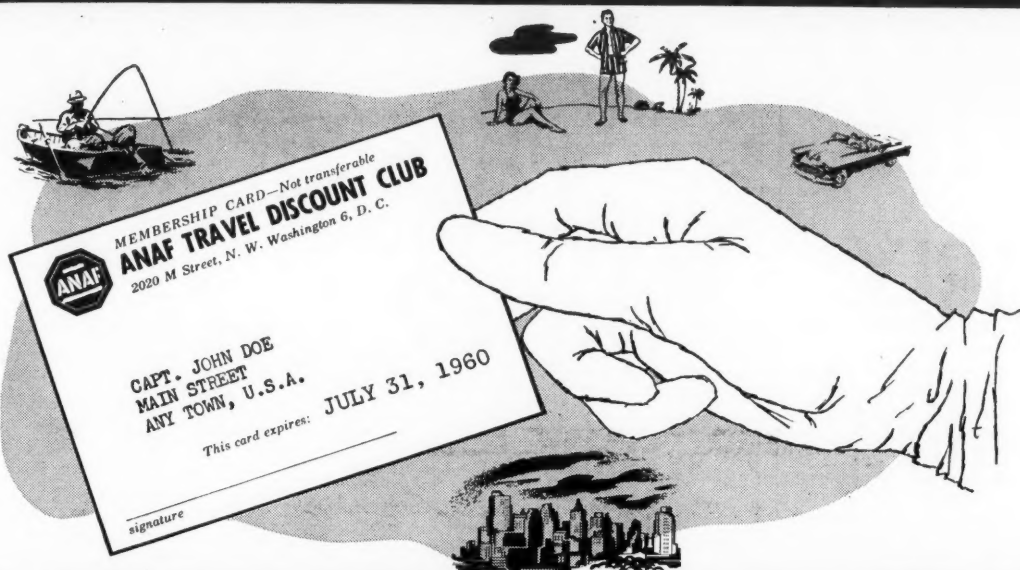 MEMBERSHIP CARD—Not transferable
ANAF TRAVEL DISCOUNT CLUB
2020 M Street, N. W. Washington 6, D. C.
ANAF
CAPT. JOHN DOE
MAIN STREET
ANY TOWN, U.S.A.
This card expires: JULY 31, 1960
signature